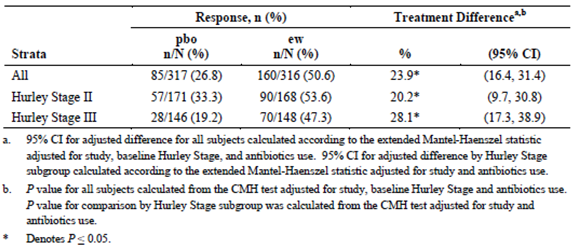 Response, n (%) Treatment Differenceᵃ,ᵇ
pbo ew
Strata n/N (%) n/N (%) % (95% CI)
All 85/317 (26.8) 160/316 (50.6) 23.9* (16.4, 31.4)
Hurley Stage II 57/171 (33.3) 90/168 (53.6) 20.2* (9.7, 30.8)
Hurley Stage III 28/146 (19.2) 70/148 (47.3) 28.1* (17.3, 38.9)
a. 95% CI for adjusted difference for all subjects calculated according to the extended Mantel-Haenszel statistic
adjusted for study, baseline Hurley Stage, and antibiotics use. 95% CI for adjusted difference by Hurley Stage
subgroup calculated according to the extended Mantel-Haenszel statistic adjusted for study and antibiotics use.
b. P value for all subjects calculated from the CMH test adjusted for study, baseline Hurley Stage and antibiotics use.
P value for comparison by Hurley Stage subgroup was calculated from the CMH test adjusted for study and
antibiotics use.
* Denotes P ≤ 0.05.